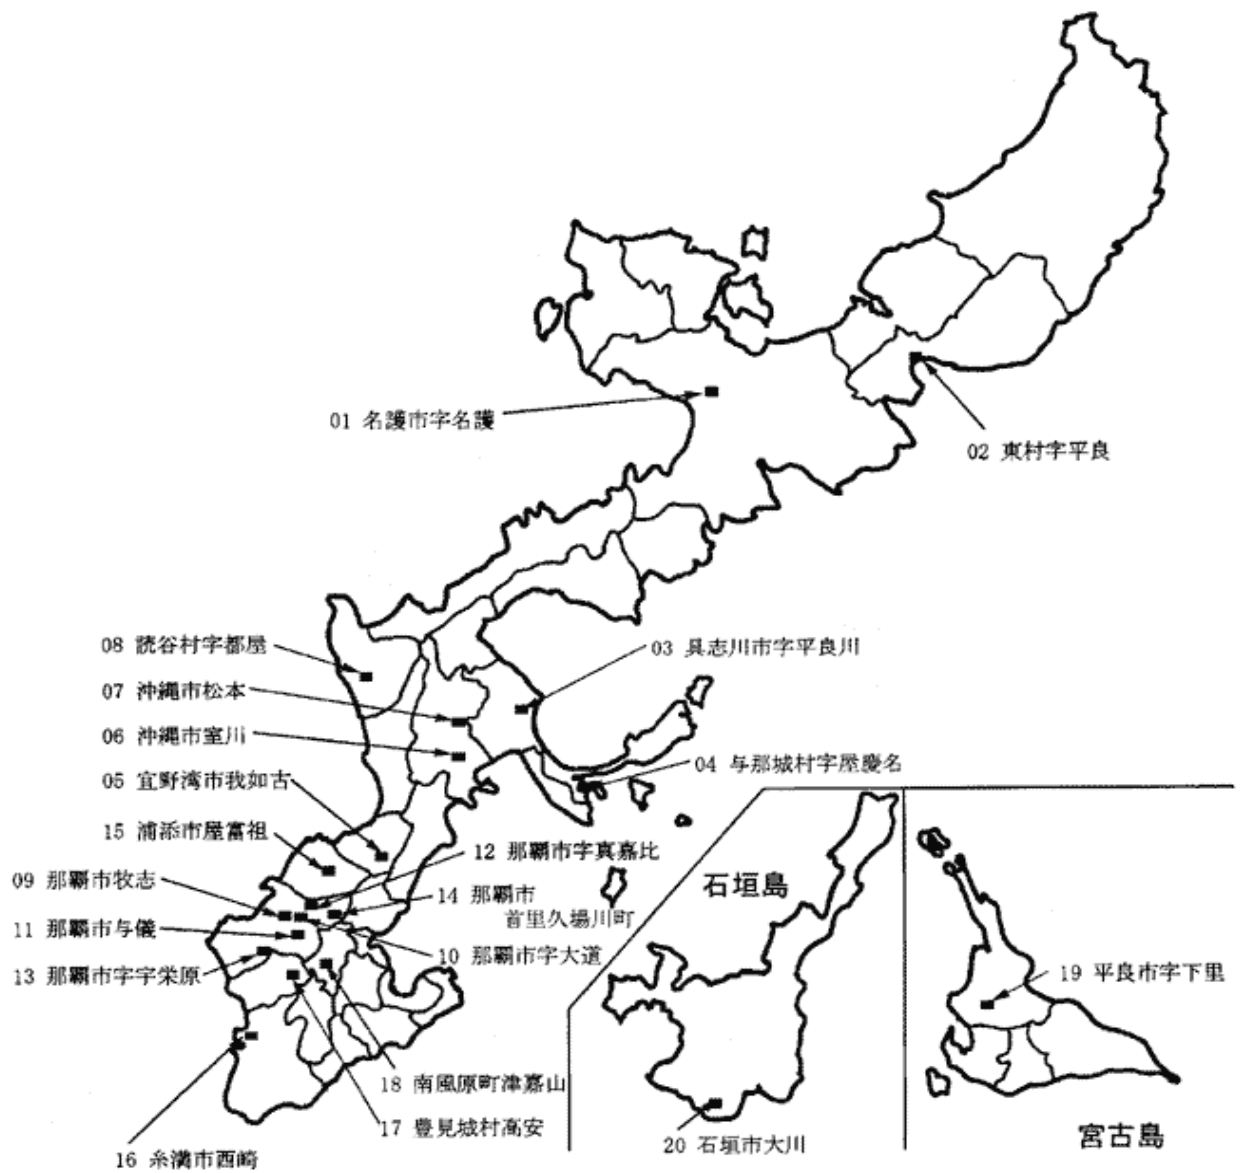 01 名護市字名護
02 東村字平良
08 読谷村字都屋
03 具志川市字平良川
07 沖縄市松本
06 沖縄市室川
04 与那城村字屋慶名
05 宜野湾市我如古
15 浦添市屋富祖
12 那覇市字真嘉比
09 那覇市牧志
14 那覇市
首里久場川町
石垣島
11 那覇市与儀
10 那覇市字大道
13 那覇市字宇栄原
19 平良市字下里
18 南風原町津嘉山
17 豊見城村高安
16 糸満市西崎
20 石垣市大川
宮古島